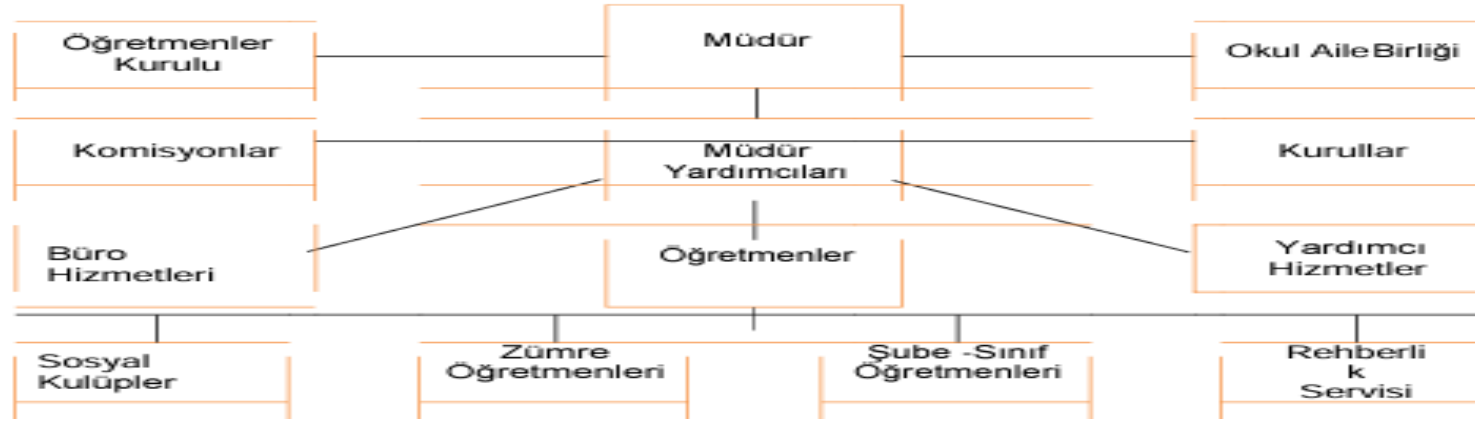 Öğretmenler
Kurulu
Müdür
Okul Aile Birliği
Komisyonlar
Müdür
Yardımcıları
Kurullar
Büro
Hizmetleri
Öğretmenler
Yardımcı
Hizmetler
Sosyal
Kulüpler
Zümre
Öğretmenleri
Şube -Sınıf
Öğretmenleri
Rehberli
k
Servisi